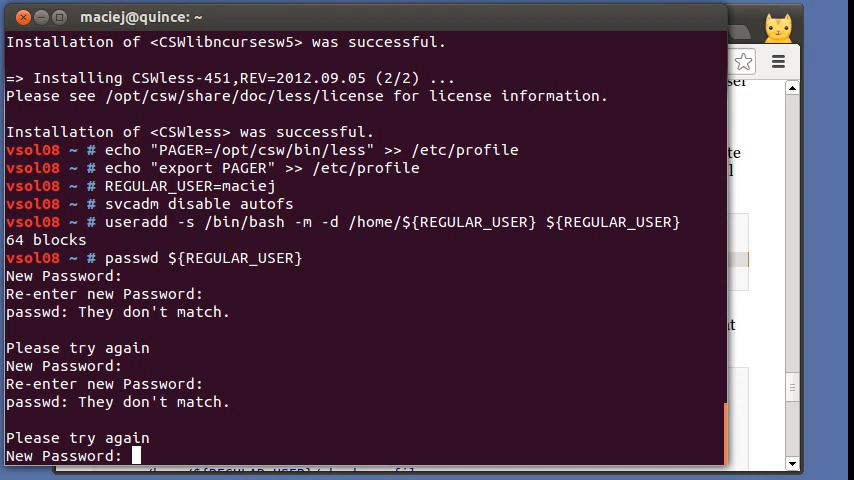 maciej@quince: ~
Installation of <CSWlibncursesw5> was successful.
=> Installing CSWless-451,REV=2012.09.05 (2/2) ...
Please see /opt/csw/share/doc/less/license for license information.
Installation of <CSWless> was successful.
vsol08 ~ # echo "PAGER=/opt/csw/bin/less" >> /etc/profile
vsol08 ~ # echo "export PAGER" >> /etc/profile
vsol08 ~ # REGULAR_USER=maciej
vsol08 ~ # svcadm disable autofs
vsol08 ~ # useradd -s /bin/bash -m -d /home/${REGULAR_USER} ${REGULAR_USER}
64 blocks
vsol08 ~ # passwd ${REGULAR_USER}
New Password:
Re-enter new Password:
passwd: They don't match.
Please try again
New Password:
Re-enter new Password:
passwd: They don't match.
Please try again
New Password: